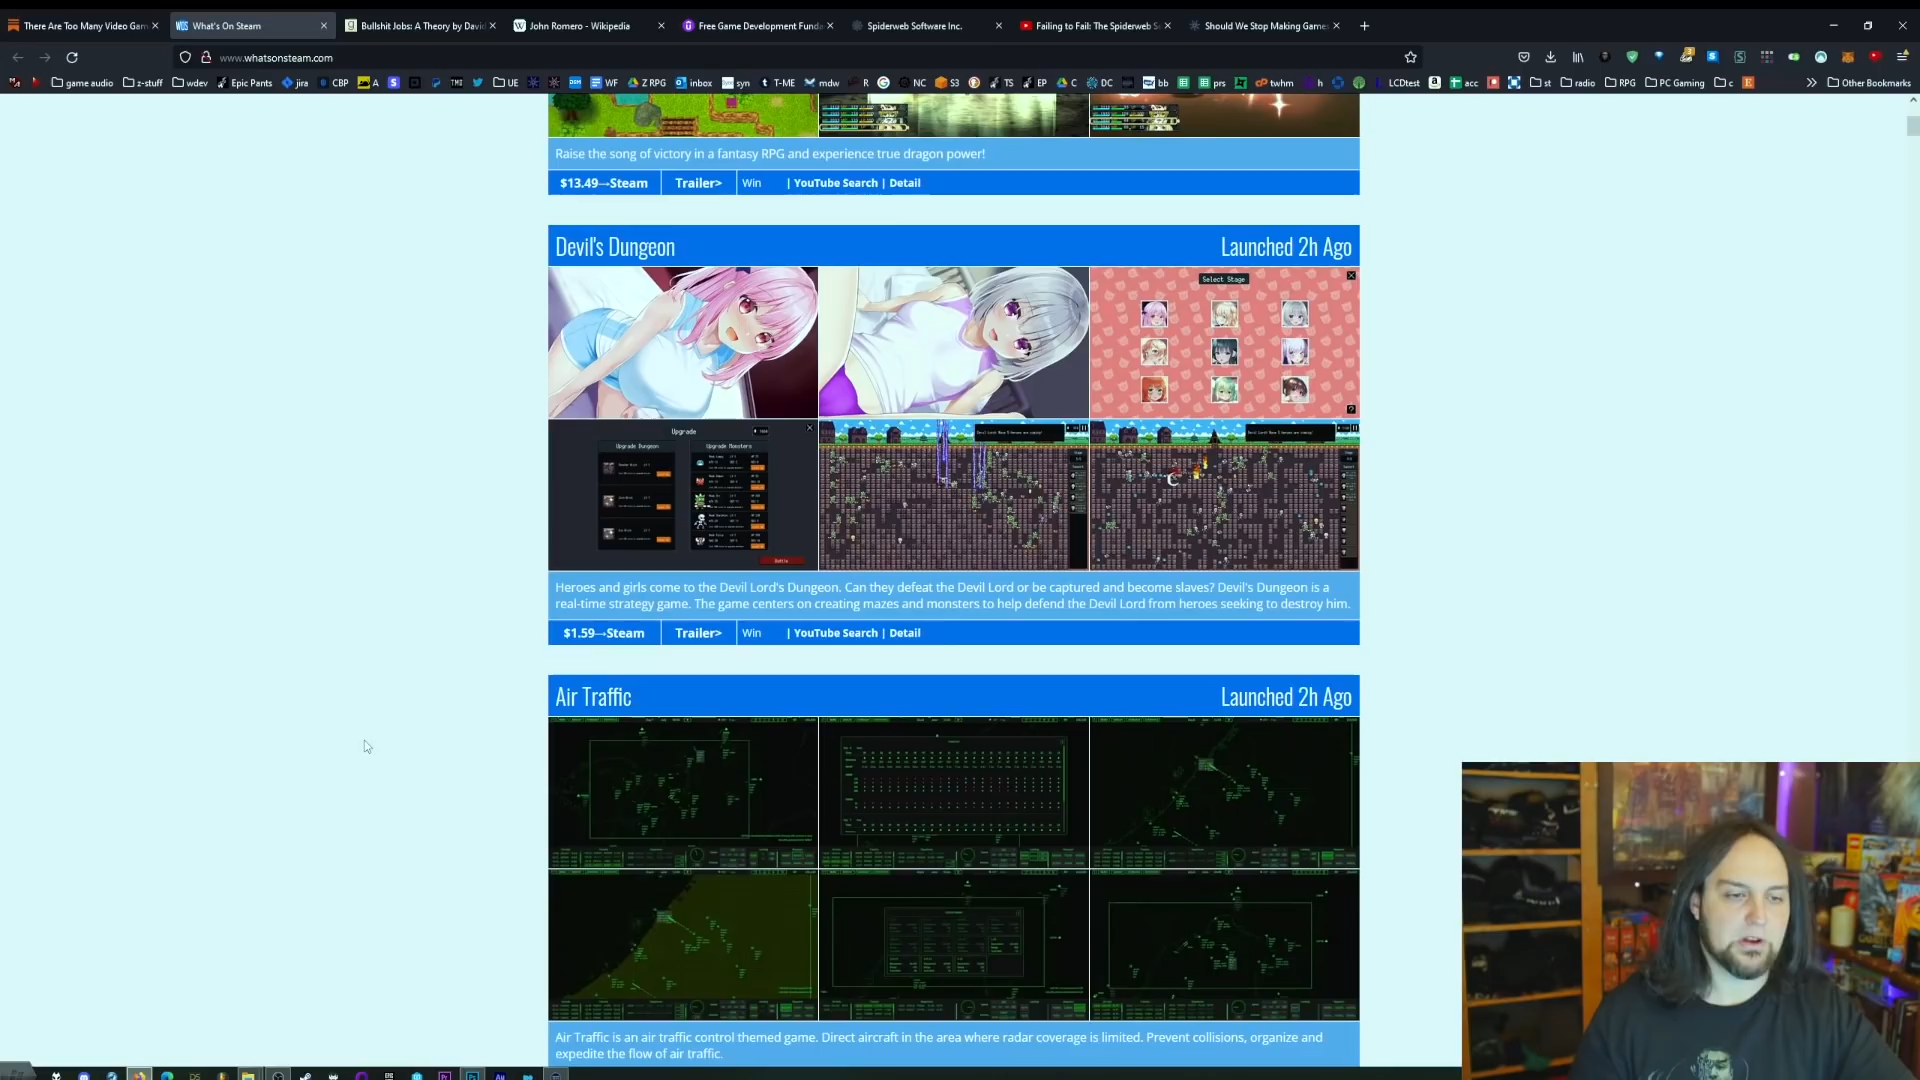 There Are Too Many Video Gam
What's On Steam
Bullshit Jobs: A Theory by David
John Romero - Wikipedia
Free Game Development Funda
Spiderweb Software Inc.
Failing to Fail: The Spiderweb So
Should We Stop Making Games
www.whatsonsteam.com
game audio
z-stuff
wdev
Epic Pants
jira
CBP
A
UE
WF
Z RPG
inbox
syn
T-ME
mdw
R
NC
S3
TS
EP
C
DC
bb
prs
twhm
h
LCDtest
acc
st
radio
RPG
PC Gaming
c
Other Bookmarks
Raise the song of victory in a fantasy RPG and experience true dragon power!
$13.49→Steam
Trailer>
Win
| YouTube Search | Detail
Devil's Dungeon
Launched 2h Ago
Select Stage
Upgrade
Upgrade Dungeon
Upgrade Monsters
Heroes and girls come to the Devil Lord's Dungeon. Can they defeat the Devil Lord or be captured and become slaves? Devil's Dungeon is a
real-time strategy game. The game centers on creating mazes and monsters to help defend the Devil Lord from heroes seeking to destroy him.
$1.59→Steam
Trailer>
Win
| YouTube Search | Detail
Air Traffic
Launched 2h Ago
Air Traffic is an air traffic control themed game. Direct aircraft in the area where radar coverage is limited. Prevent collisions, organize and
expedite the flow of air traffic.